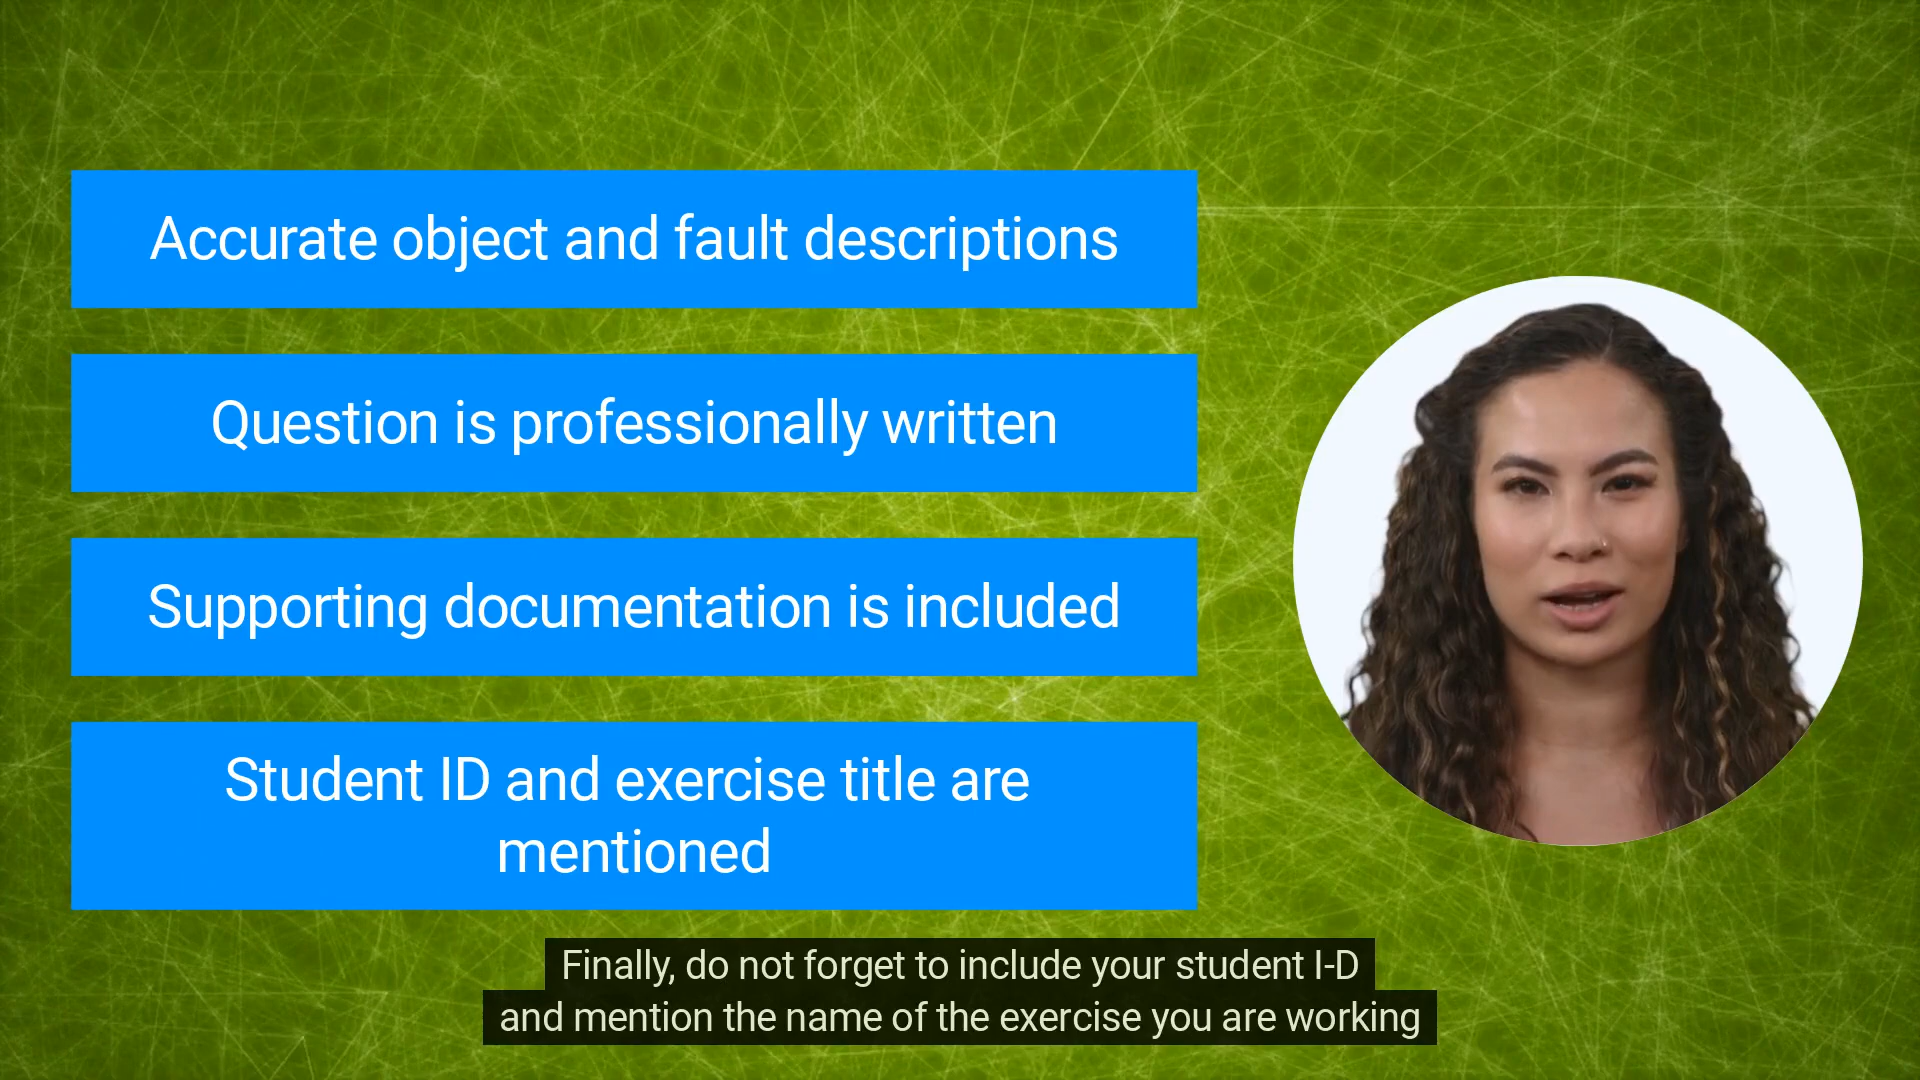 Accurate object and fault descriptions
Question is professionally written
Supporting documentation is included
Student ID and exercise title are
mentioned
Finally, do not forget to include your student I-D
and mention the name of the exercise you are working